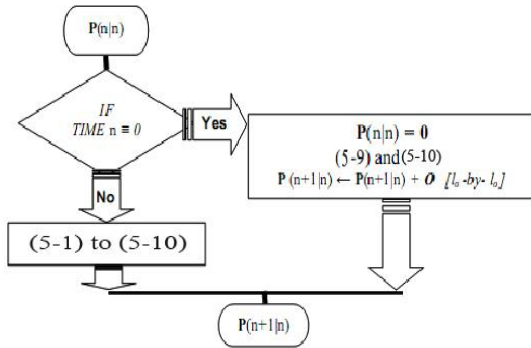 P(n|n)
IF
TIME n ≡ 0
Yes
No
P(n|n) = 0
(5-9) and (5-10)
P (n+1|n) ← P(n+1|n) + O [lₐ -by- lₐ]
(5-1) to (5-10)
P(n+1|n)